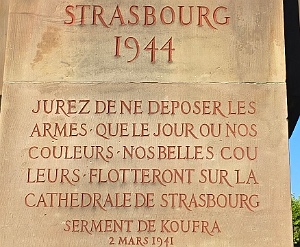 STRASBOURG
1944
JUREZ DE NE DEPOSER LES
ARMES · QUE LE JOUR OU NOS
COULEURS · NOS BELLES COU
LEURS · FLOTTERONT SUR LA
CATHEDRALE DE STRASBOURG
SERMENT DE KOUFRA
2 MARS 1941